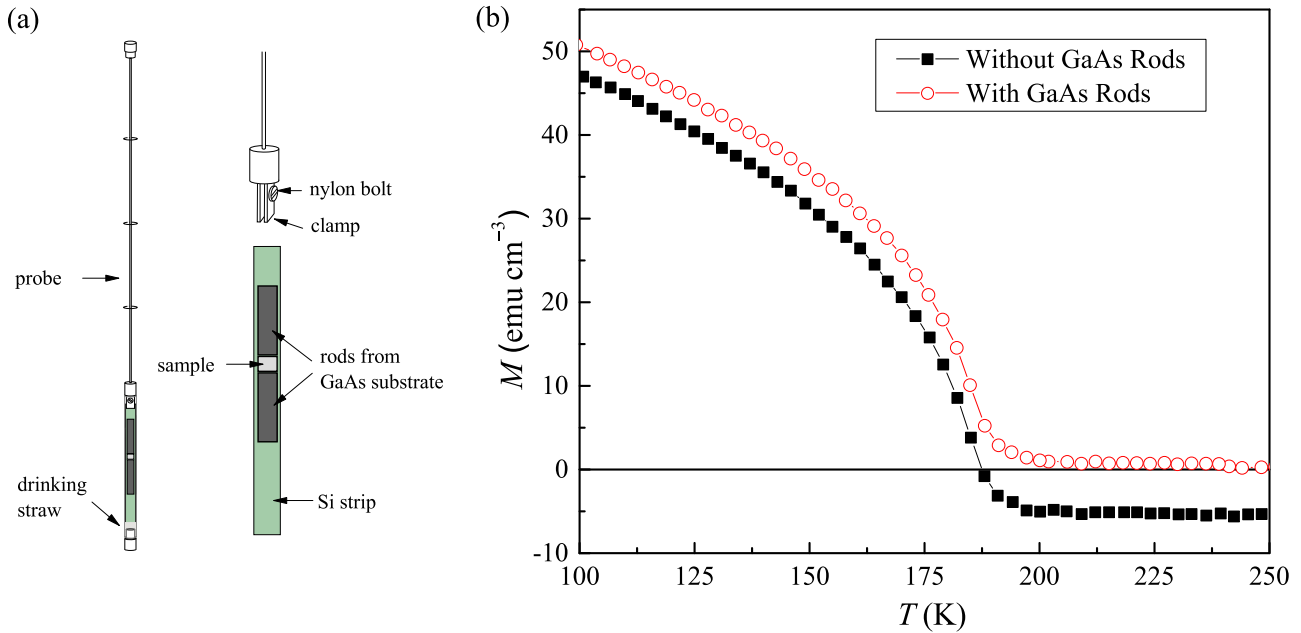 (a)
nylon bolt
clamp
probe
sample
rods from
GaAs substrate
drinking
straw
Si strip
(b)
Without GaAs Rods
With GaAs Rods
M (emu cm⁻³)
50
40
30
20
10
0
-10
100 125 150 175 200 225 250
T (K)